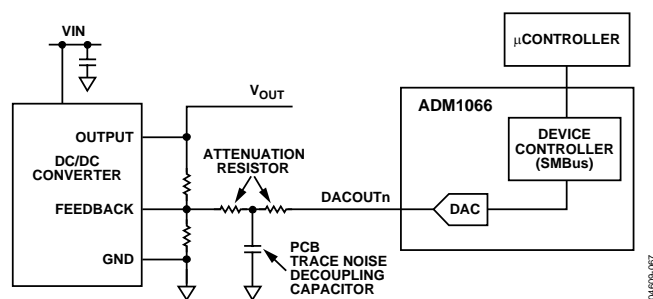 VIN
µCONTROLLER
VOUT
ADM1066
OUTPUT
DC/DC
CONVERTER
FEEDBACK
GND
ATTENUATION
RESISTOR
DACOUTn
DAC
DEVICE
CONTROLLER
(SMBus)
PCB
TRACE NOISE
DECOUPLING
CAPACITOR
04609-067